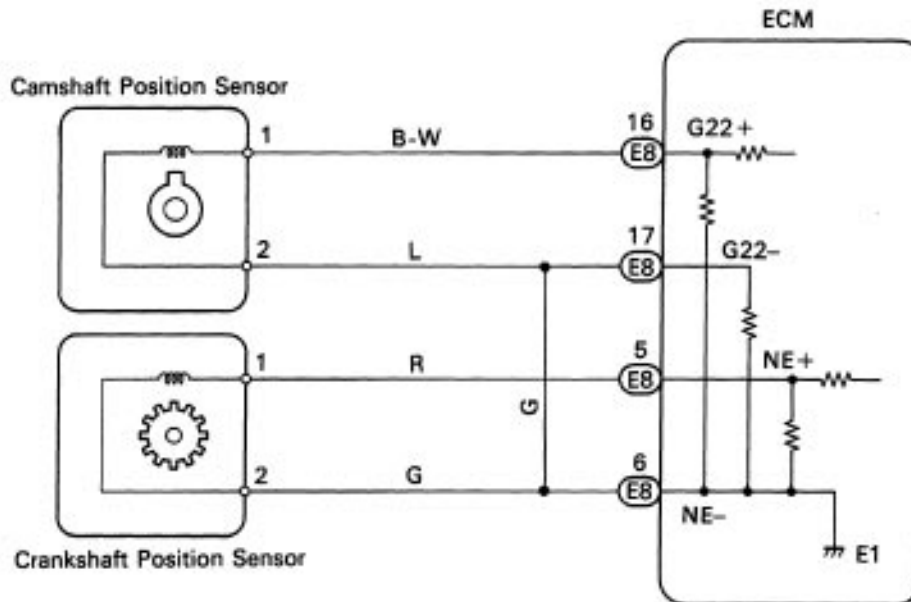 ECM
Camshaft Position Sensor
1
B-W
16
E8
G22+
2
L
17
E8
G22–
1
R
5
E8
NE+
G
2
G
6
E8
NE–
E1
Crankshaft Position Sensor